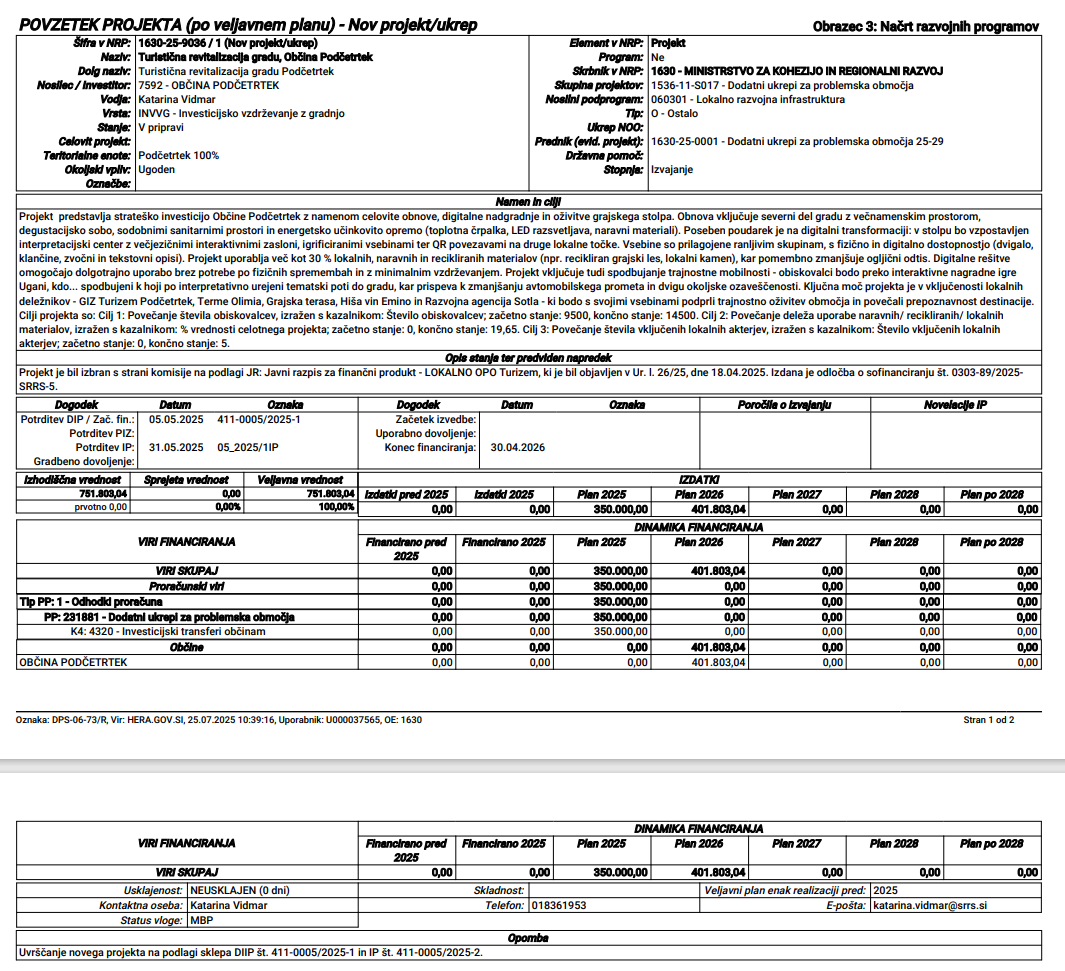 POVZETEK PROJEKTA (po veljavnem planu) - Nov projekt/ukrep
Obrazec 3: Načrt razvojnih programov
Šifra v NRP: 1630-25-9036 / 1 (Nov projekt/ukrep)
Naziv: Turistična revitalizacija gradu, Občina Podčetrtek
Dolg naziv: Turistična revitalizacija gradu Podčetrtek
Nosilec / Investitor: 7592 - OBČINA PODČETRTEK
Vodja: Katarina Vidmar
Vrsta: INVVG - Investicijsko vzdrževanje z gradnjo
Stanje: V pripravi
Celovit projekt:
Teritorialne enote: Podčetrtek 100%
Okoljski vpliv: Ugoden
Označbe:
Element v NRP: Projekt
Program: Ne
Skrbnik v NRP: 1630 - MINISTRSTVO ZA KOHEZIJO IN REGIONALNI RAZVOJ
Skupina projektov: 1536-11-S017 - Dodatni ukrepi za problemska območja
Nosilni podprogram: 060301 - Lokalno razvojna infrastruktura
Tip: O - Ostalo
Ukrep NOO:
Prednik (evid. projekt): 1630-25-0001 - Dodatni ukrepi za problemska območja 25-29
Državna pomoč:
Stopnja: Izvajanje
Namen in cilji
Projekt predstavlja strateško investicijo Občine Podčetrtek z namenom celovite obnove, digitalne nadgradnje in oživitve grajskega stolpa. Obnova vključuje severni del gradu z večnamenskim prostorom,
degustacijsko sobo, sodobnimi sanitarnimi prostori in energetsko učinkovito opremo (toplotna črpalka, LED razsvetljava, naravni materiali). Poseben poudarek je na digitalni transformaciji: v stolpu bo vzpostavljen
interpretacijski center z večjezičnimi interaktivnimi zasloni, igrificiranimi vsebinami ter QR povezavami na druge lokalne točke. Vsebine so prilagojene ranljivim skupinam, s fizično in digitalno dostopnostjo (dvigalo,
klančine, zvočni in tekstovni opisi). Projekt uporablja več kot 30 % lokalnih, naravnih in recikliranih materialov (npr. recikliran grajski les, lokalni kamen), kar pomembno zmanjšuje ogljični odtis. Digitalne rešitve
omogočajo dolgotrajno uporabo brez potrebe po fizičnih spremembah in z minimalnim vzdrževanjem. Projekt vključuje tudi spodbujanje trajnostne mobilnosti - obiskovalci bodo preko interaktivne nagradne igre
Ugani, kdo... spodbujeni k hoji po interpretativno urejeni tematski poti do gradu, kar prispeva k zmanjšanju avtomobilskega prometa in dvigu okoljske ozaveščenosti. Ključna moč projekta je v vključenosti lokalnih
deležnikov - GIZ Turizem Podčetrtek, Terme Olimia, Grajska terasa, Hiša vin Emino in Razvojna agencija Sotla - ki bodo s svojimi vsebinami podprli trajnostno oživitev območja in povečali prepoznavnost destinacije.
Cilji projekta so: Cilj 1: Povečanje števila obiskovalcev, izražen s kazalnikom: Število obiskovalcev; začetno stanje: 9500, končno stanje: 14500. Cilj 2: Povečanje deleža uporabe naravnih/ recikliranih/ lokalnih
materialov, izražen s kazalnikom: % vrednosti celotnega projekta; začetno stanje: 0, končno stanje: 19,65. Cilj 3: Povečanje števila vključenih lokalnih akterjev, izražen s kazalnikom: Število vključenih lokalnih
akterjev; začetno stanje: 0, končno stanje: 5.
Opis stanja ter predviden napredek
Projekt je bil izbran s strani komisije na podlagi JR: Javni razpis za finančni produkt - LOKALNO OPO Turizem, ki je bil objavljen v Ur. l. 26/25, dne 18.04.2025. Izdana je odločba o sofinanciranju št. 0303-89/2025-
SRRS-5.
Dogodek Datum Oznaka Dogodek Datum Oznaka Poročila o izvajanju Novelacije IP
Potrditev DIP / Zač. fin.: 05.05.2025 411-0005/2025-1 Začetek izvedbe:
Potrditev PIZ: Uporabno dovoljenje:
Potrditev IP: 31.05.2025 05_2025/1IP Konec financiranja: 30.04.2026
Gradbeno dovoljenje:
Izhodiščna vrednost Sprejeta vrednost Veljavna vrednost
751.803,04 0,00 751.803,04
prvotno 0,00 0,00% 100,00%
IZDATKI
Izdatki pred 2025 Izdatki 2025 Plan 2025 Plan 2026 Plan 2027 Plan 2028 Plan po 2028
0,00 0,00 350.000,00 401.803,04 0,00 0,00 0,00
VIRI FINANCIRANJA
DINAMIKA FINANCIRANJA
Financirano pred 2025 Financirano 2025 Plan 2025 Plan 2026 Plan 2027 Plan 2028 Plan po 2028
VIRI SKUPAJ 0,00 0,00 350.000,00 401.803,04 0,00 0,00 0,00
Proračunski viri 0,00 0,00 350.000,00 0,00 0,00 0,00 0,00
Tip PP: 1 - Odhodki proračuna 0,00 0,00 350.000,00 0,00 0,00 0,00 0,00
PP: 231881 - Dodatni ukrepi za problemska območja 0,00 0,00 350.000,00 0,00 0,00 0,00 0,00
K4: 4320 - Investicijski transferi občinam 0,00 0,00 350.000,00 0,00 0,00 0,00 0,00
Občine 0,00 0,00 0,00 401.803,04 0,00 0,00 0,00
OBČINA PODČETRTEK 0,00 0,00 0,00 401.803,04 0,00 0,00 0,00
Oznaka: DPS-06-73/R, Vir: HERA.GOV.SI, 25.07.2025 10:39:16, Uporabnik: U000037565, OE: 1630
Stran 1 od 2
VIRI FINANCIRANJA
DINAMIKA FINANCIRANJA
Financirano pred 2025 Financirano 2025 Plan 2025 Plan 2026 Plan 2027 Plan 2028 Plan po 2028
VIRI SKUPAJ 0,00 0,00 350.000,00 401.803,04 0,00 0,00 0,00
Usklajenost: NEUSKLAJEN (0 dni) Skladnost: Veljavni plan enak realizaciji pred: 2025
Kontaktna oseba: Katarina Vidmar Telefon: 018361953 E-pošta: katarina.vidmar@srrs.si
Status vloge: MBP
Opomba
Uvrščanje novega projekta na podlagi sklepa DIIP št. 411-0005/2025-1 in IP št. 411-0005/2025-2.